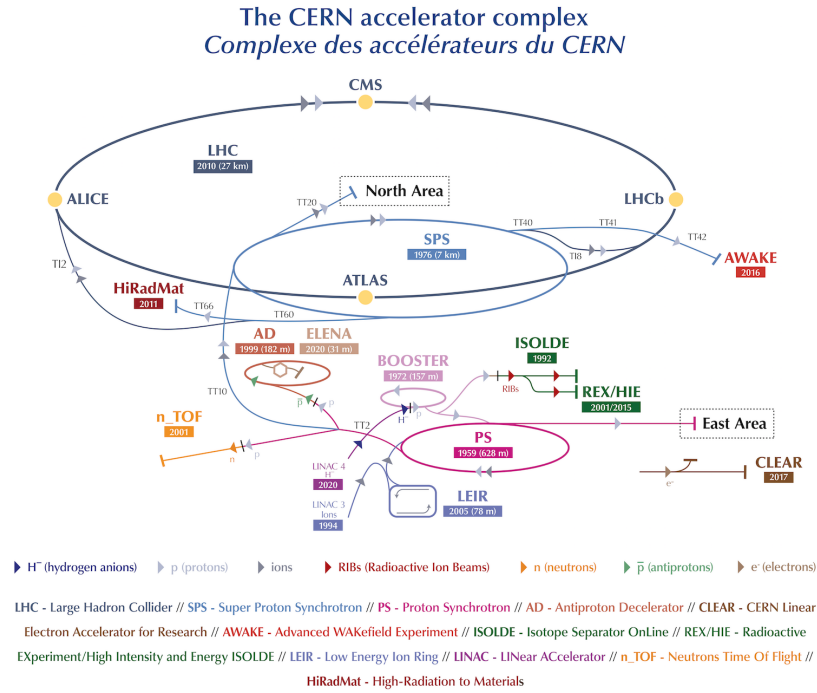 The CERN accelerator complex
Complexe des accélérateurs du CERN
CMS
LHC
2010 (27 km)
ALICE
TT20
North Area
LHCb
TT40
TT41
SPS
1976 (7 km)
TT42
TI8
AWAKE
2016
TI2
ATLAS
HiRadMat
2011
TT66
TT60
AD
1999 (182 m)
ELENA
2020 (31 m)
ISOLDE
1992
BOOSTER
1972 (157 m)
RIBs
REX/HIE
2001/2015
TT10
p̅
p
H⁻
p
n_TOF
2001
TT2
East Area
PS
1959 (628 m)
n
p
LINAC 4
H⁻
2020
CLEAR
2017
e⁻
LEIR
2005 (78 m)
LINAC 3
Ions
1994
H⁻ (hydrogen anions)
p (protons)
ions
RIBs (Radioactive Ion Beams)
n (neutrons)
p̅ (antiprotons)
e⁻ (electrons)
LHC - Large Hadron Collider // SPS - Super Proton Synchrotron // PS - Proton Synchrotron // AD - Antiproton Decelerator // CLEAR - CERN Linear
Electron Accelerator for Research // AWAKE - Advanced WAKefield Experiment // ISOLDE - Isotope Separator OnLine // REX/HIE - Radioactive
EXperiment/High Intensity and Energy ISOLDE // LEIR - Low Energy Ion Ring // LINAC - LINear ACcelerator // n_TOF - Neutrons Time Of Flight //
HiRadMat - High-Radiation to Materials